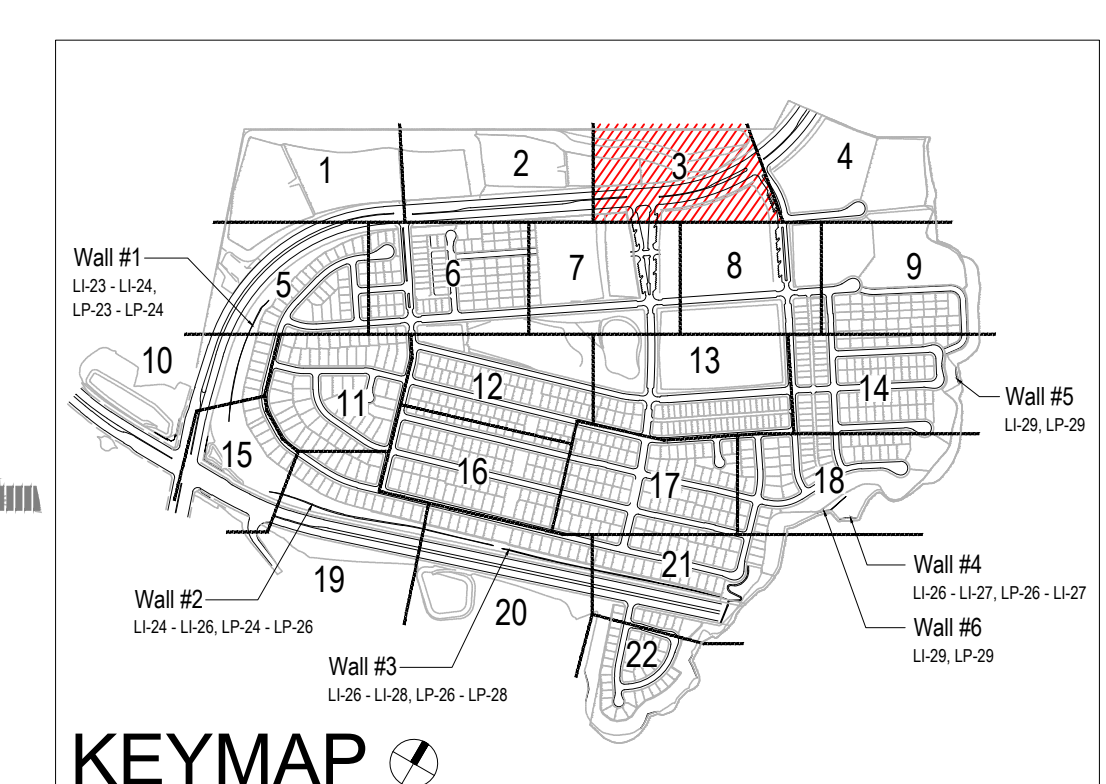 1
2
3
4
Wall #1
LI-23 - LI-24,
LP-23 - LP-24
5
6
7
8
9
10
11
12
13
14
Wall #5
LI-29, LP-29
15
16
17
18
Wall #4
LI-26 - LI-27, LP-26 - LI-27
Wall #6
LI-29, LP-29
Wall #2
LI-24 - LI-26, LP-24 - LP-26
19
20
21
22
Wall #3
LI-26 - LI-28, LP-26 - LP-28
KEYMAP